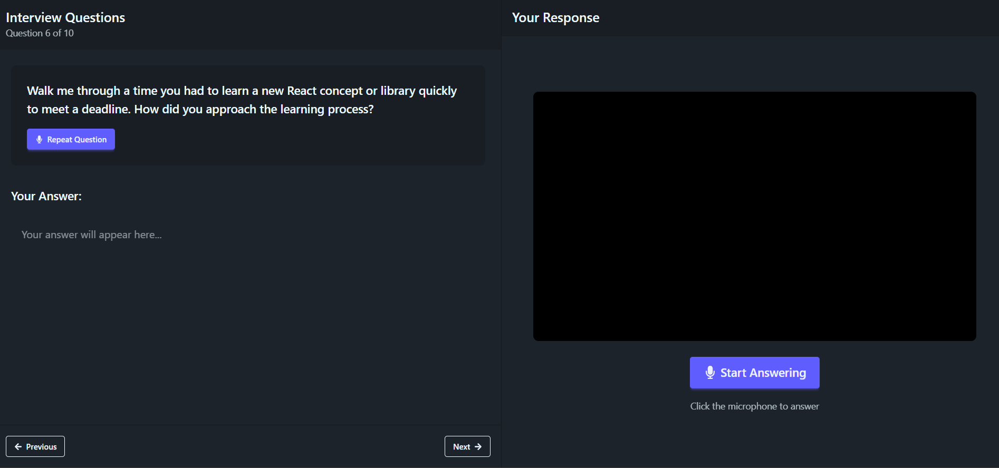 Interview Questions
Question 6 of 10
Walk me through a time you had to learn a new React concept or library quickly
to meet a deadline. How did you approach the learning process?
Repeat Question
Your Answer:
Your answer will appear here...
Previous
Next
Your Response
Start Answering
Click the microphone to answer